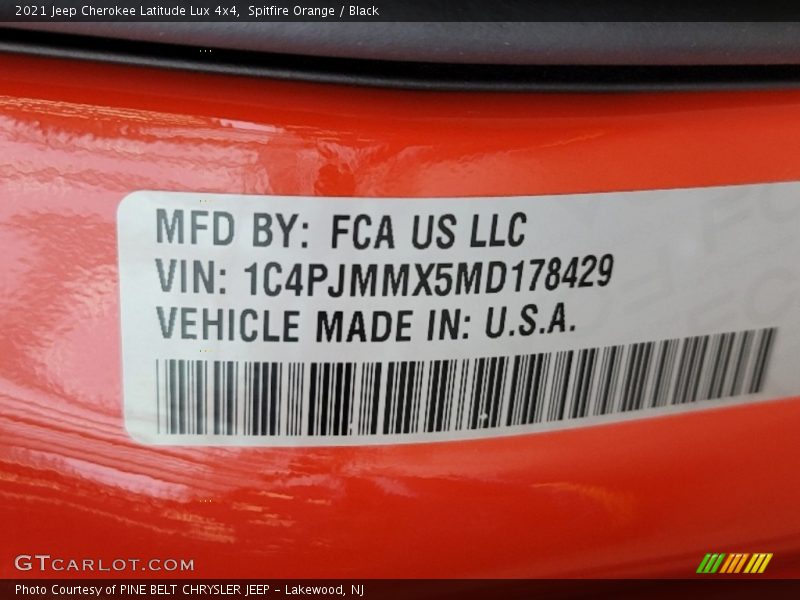 2021 Jeep Cherokee Latitude Lux 4x4, Spitfire Orange / Black
MFD BY: FCA US LLC
VIN: 1C4PJMMX5MD178429
VEHICLE MADE IN: U.S.A.
GTCARLOT.COM
Photo Courtesy of PINE BELT CHRYSLER JEEP - Lakewood, NJ